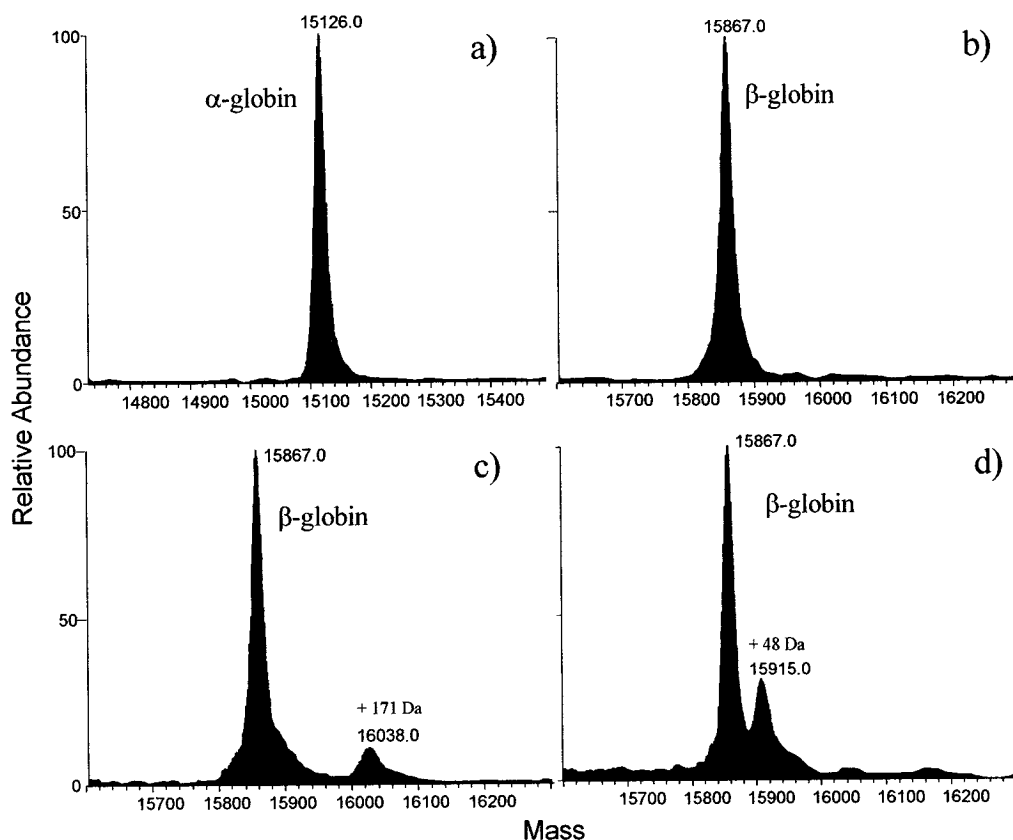 15126.0
100
a)
α-globin
50
0
14800 14900 15000 15100 15200 15300 15400
15867.0
b)
β-globin
15700 15800 15900 16000 16100 16200
Relative Abundance
100
15867.0
c)
β-globin
50
+ 171 Da
16038.0
0
15700 15800 15900 16000 16100 16200
15867.0
d)
β-globin
+ 48 Da
15915.0
15700 15800 15900 16000 16100 16200
Mass